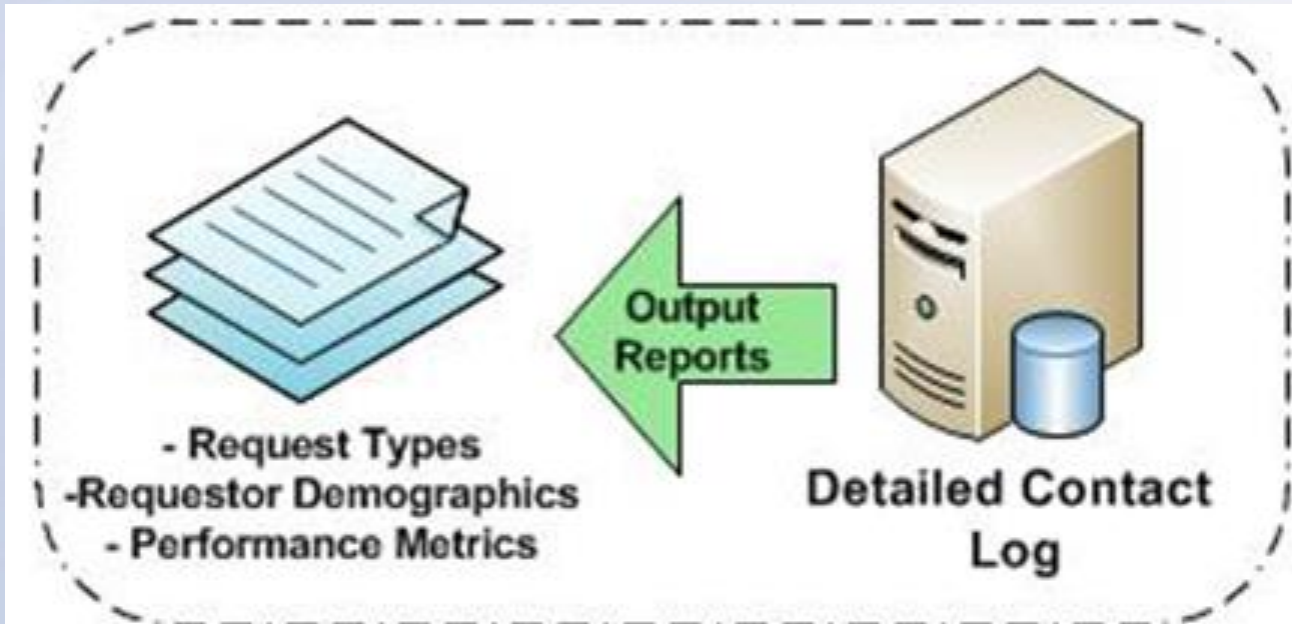 Output
Reports
- Request Types
-Requestor Demographics
- Performance Metrics
Detailed Contact
Log